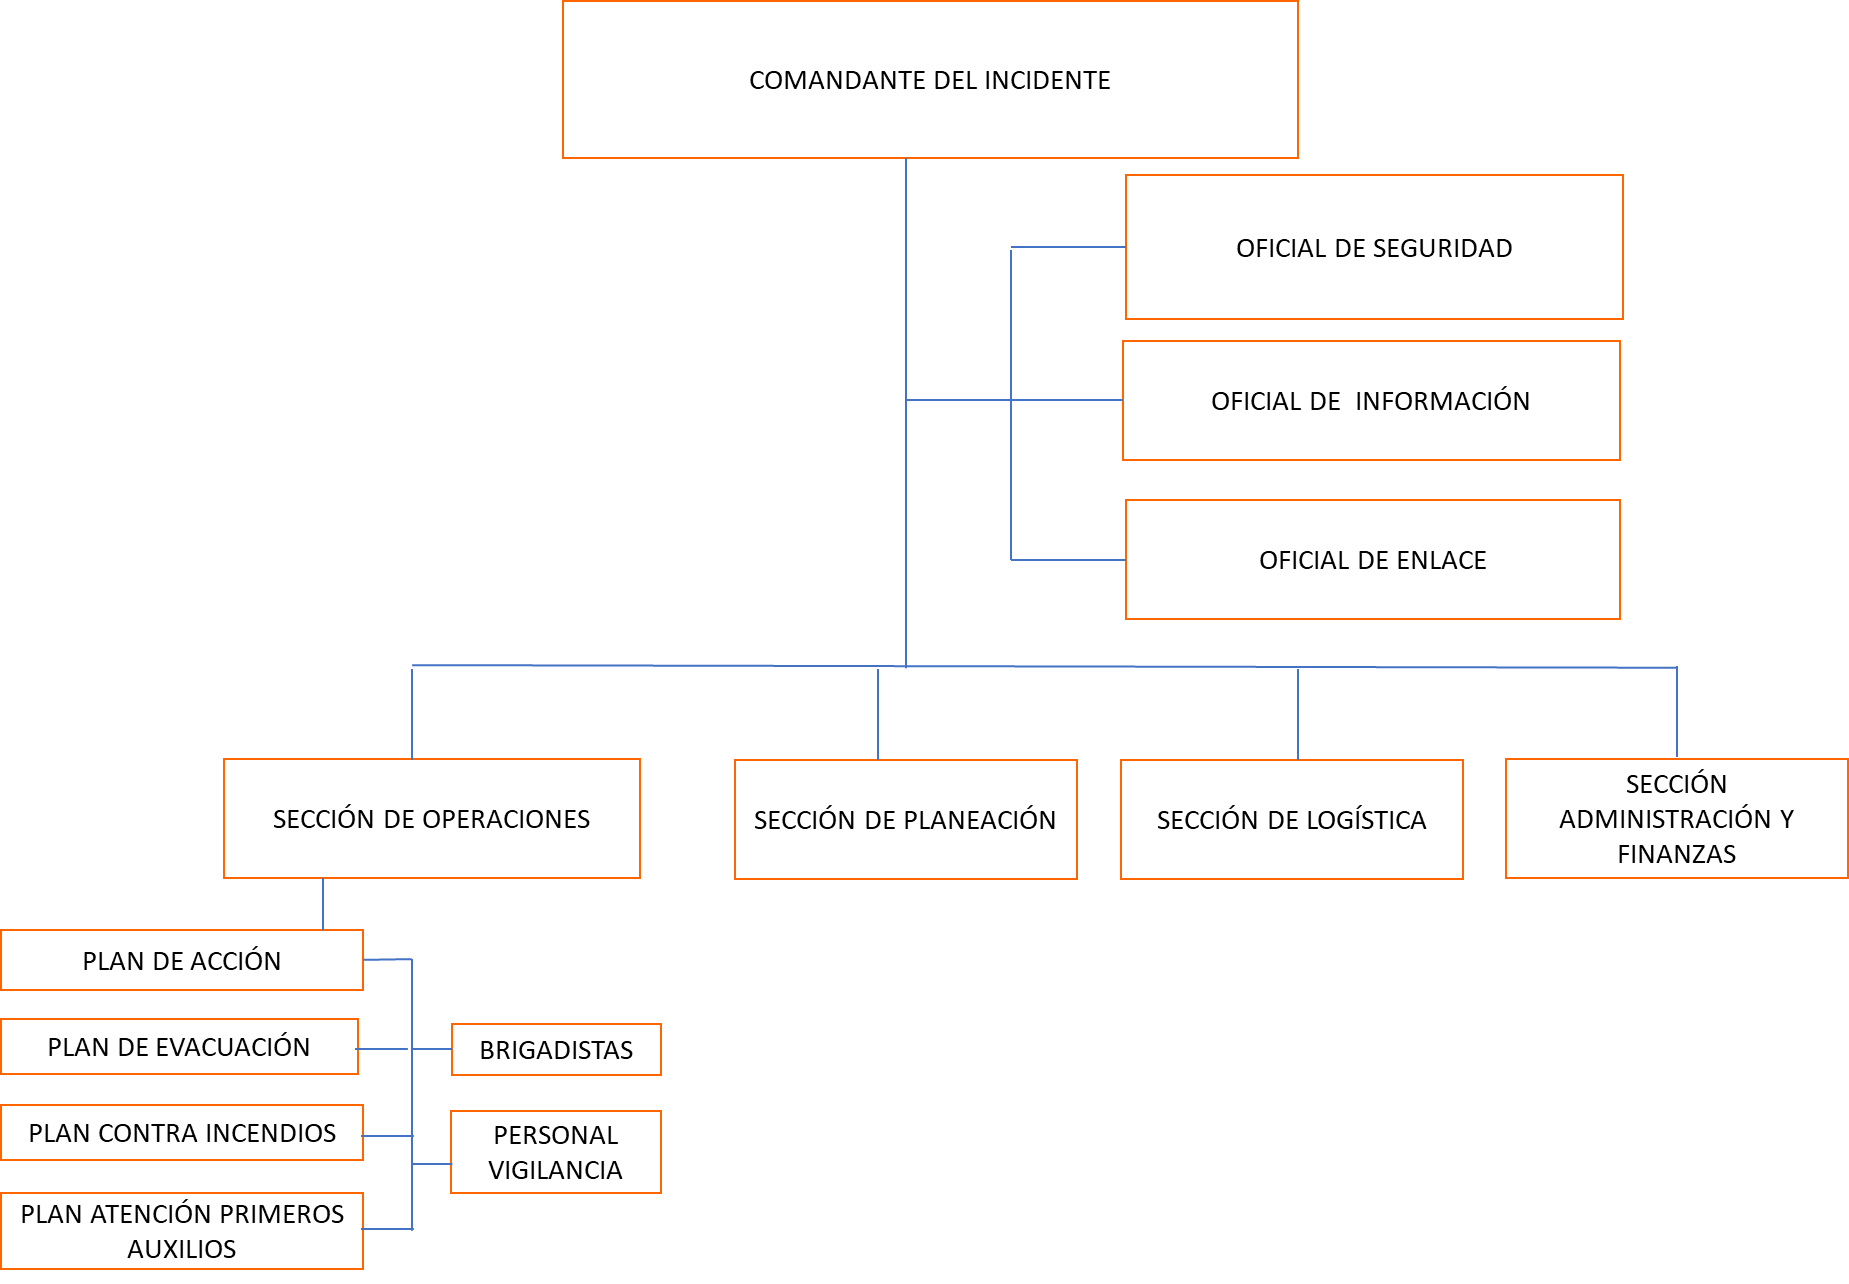 COMANDANTE DEL INCIDENTE
OFICIAL DE SEGURIDAD
OFICIAL DE  INFORMACIÓN
OFICIAL DE ENLACE
SECCIÓN DE OPERACIONES
SECCIÓN DE PLANEACIÓN
SECCIÓN DE LOGÍSTICA
SECCIÓN
ADMINISTRACIÓN Y
FINANZAS
PLAN DE ACCIÓN
PLAN DE EVACUACIÓN
BRIGADISTAS
PLAN CONTRA INCENDIOS
PERSONAL
VIGILANCIA
PLAN ATENCIÓN PRIMEROS
AUXILIOS